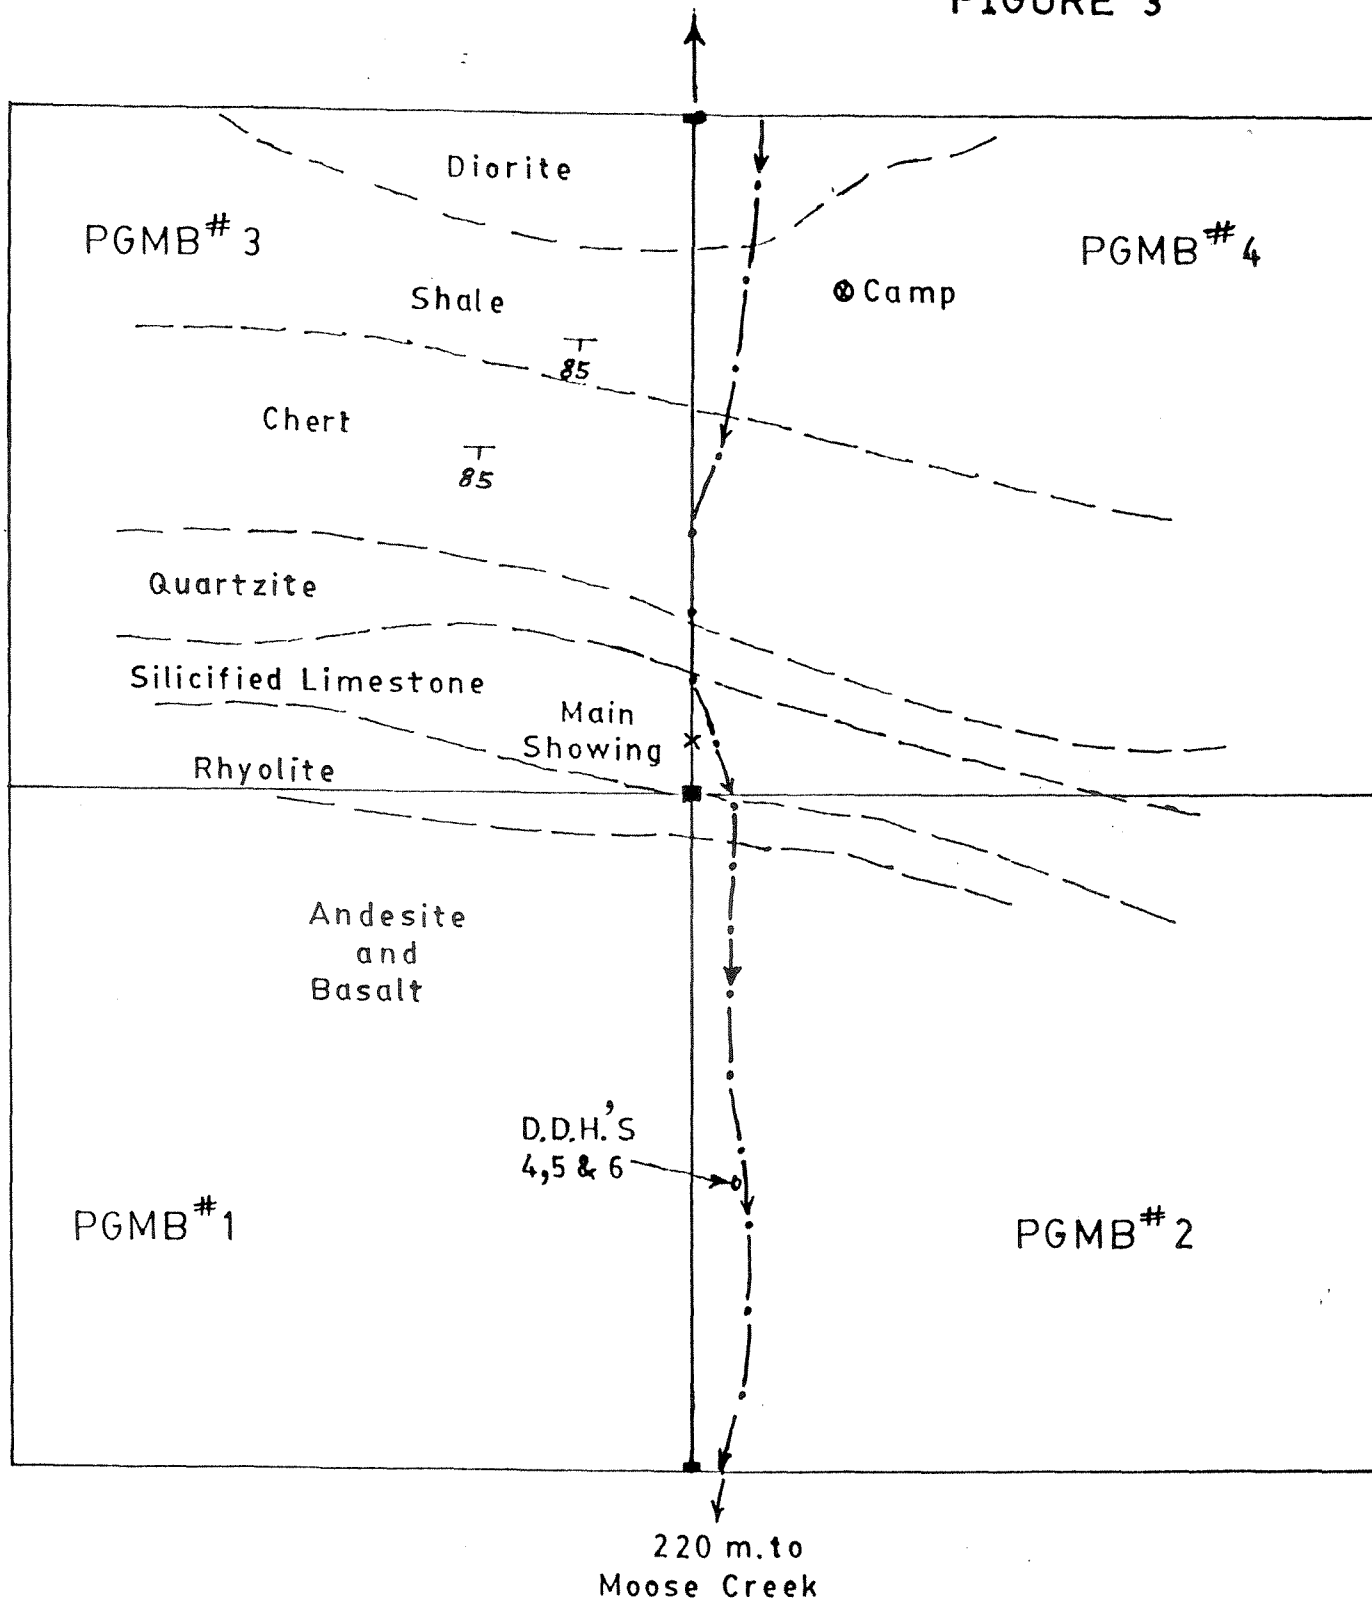 FIGURE 3
Diorite
PGMB#3
PGMB#4
Camp
Shale
85
Chert
85
Quartzite
Silicified Limestone
Main
Showing
Rhyolite
Andesite
and
Basalt
D.D.H.'S
4,5 & 6
PGMB#1
PGMB#2
220 m.to
Moose Creek